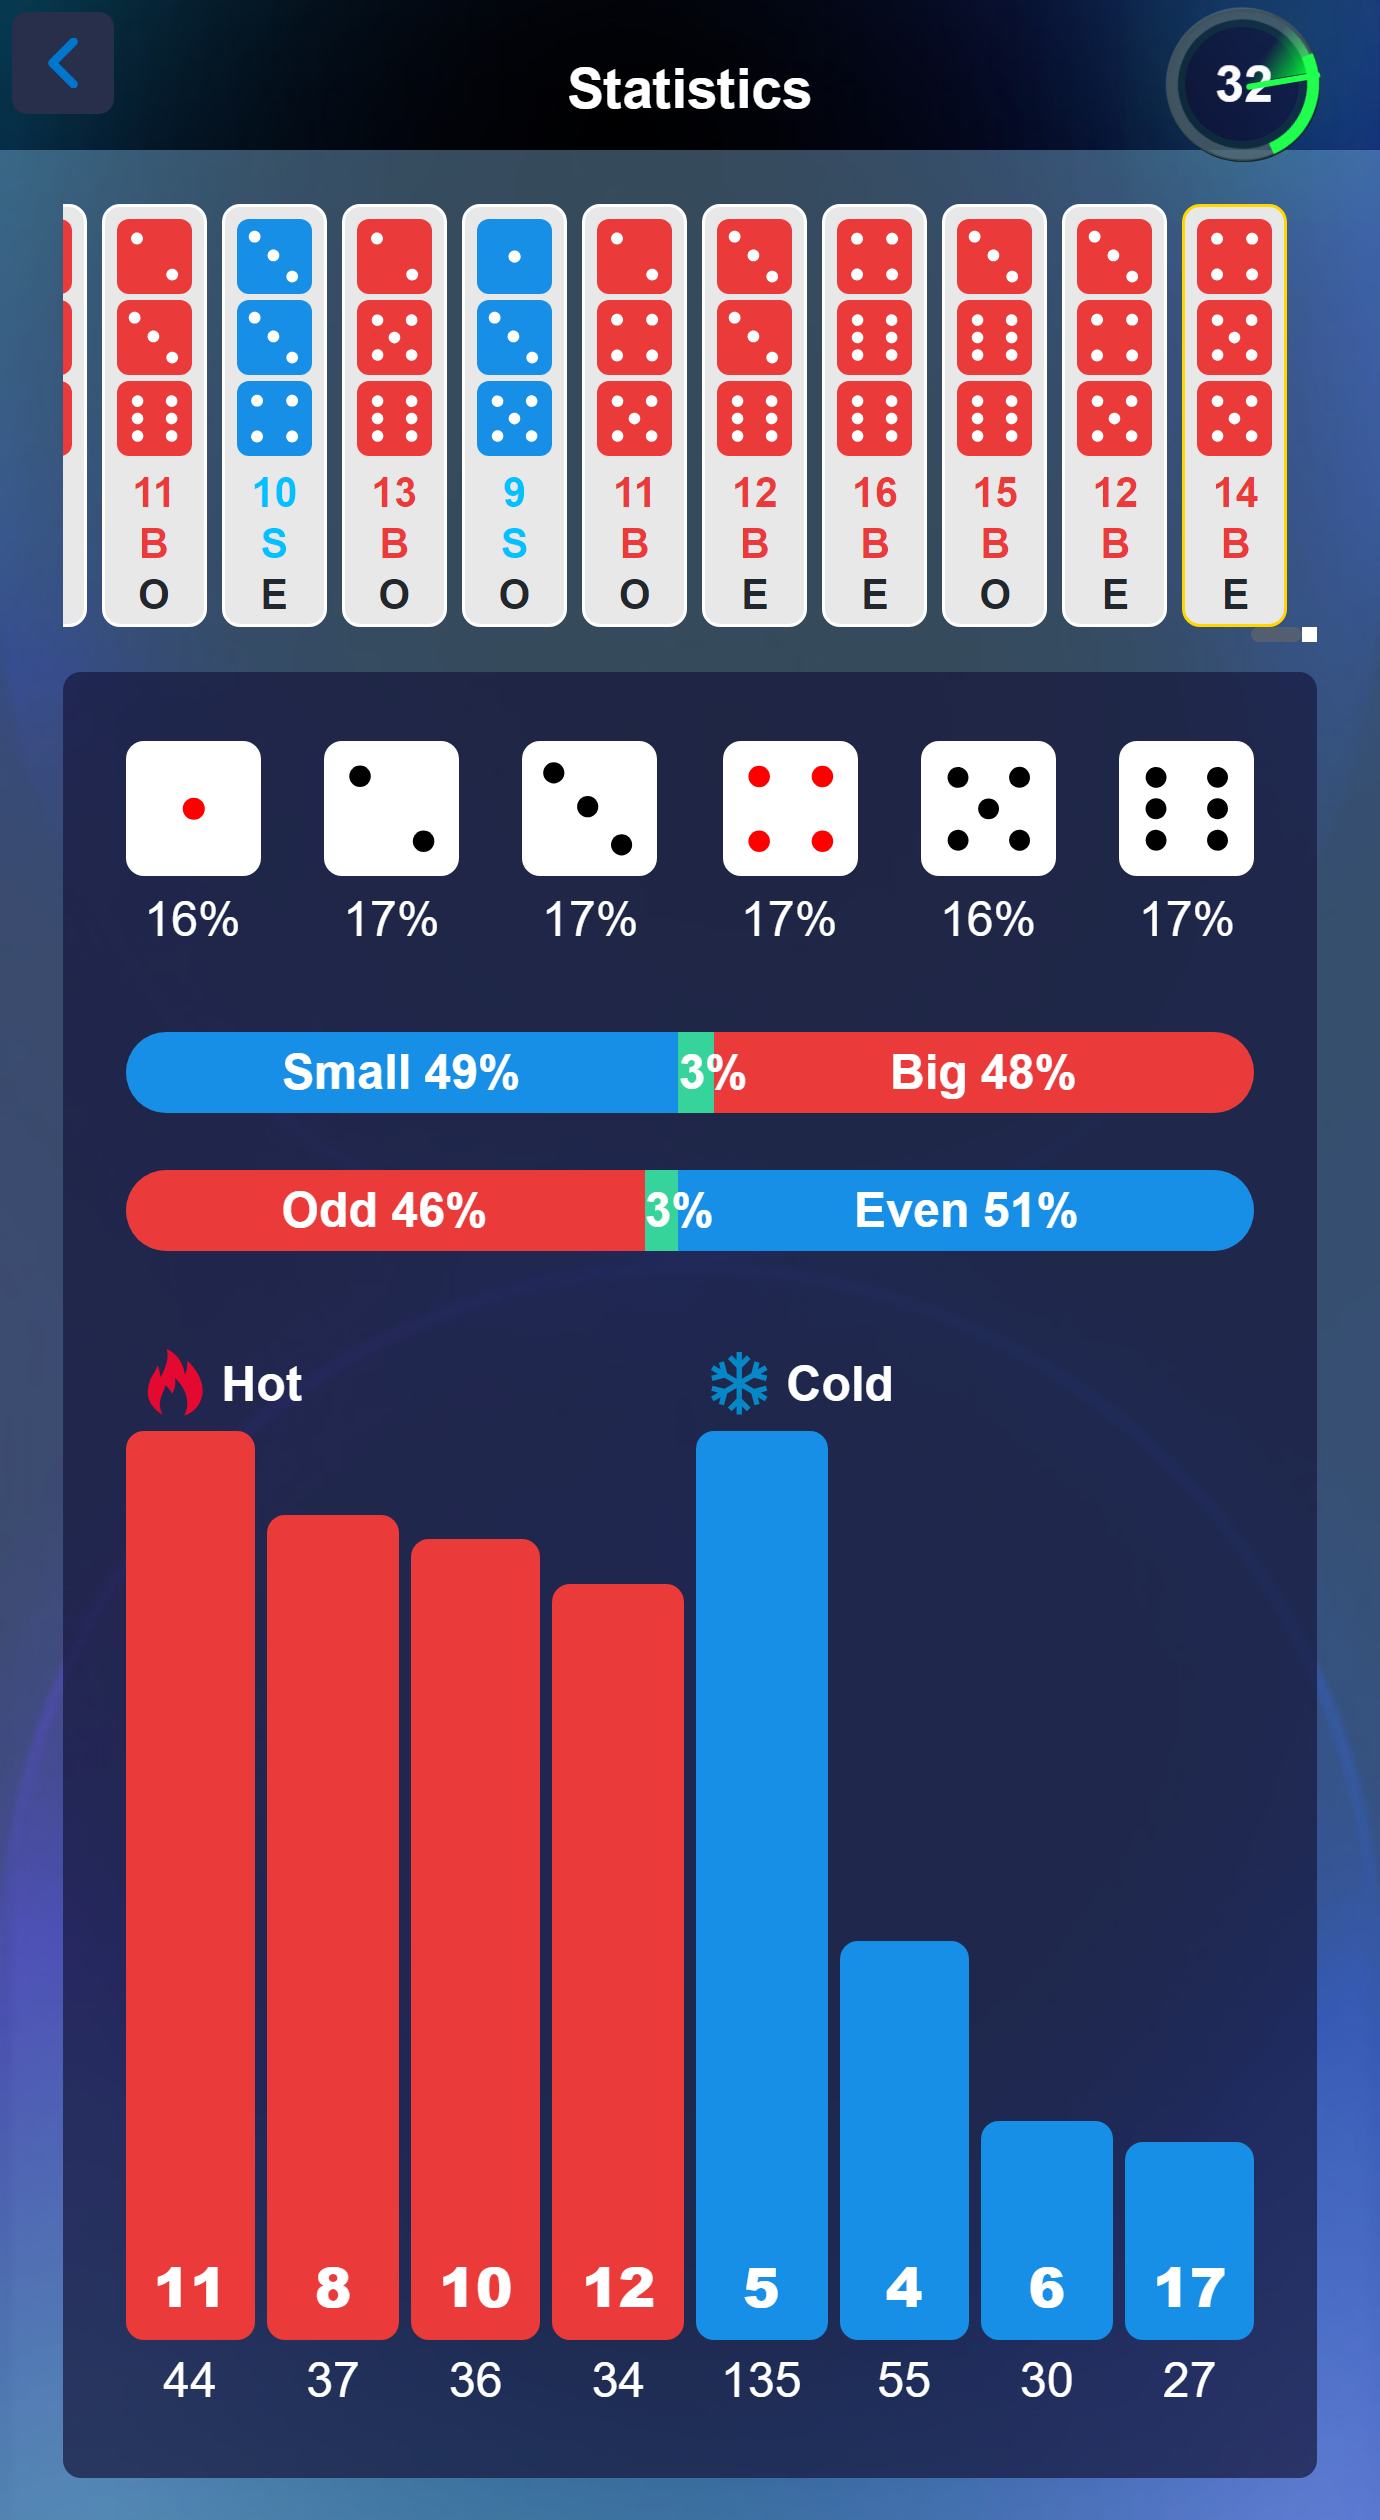 Statistics
32
11 10 13 9 11 12 16 15 12 14
B S B S B B B B B B
O E O O O E E O E E
16% 17% 17% 17% 16% 17%
Small 49% 3% Big 48%
Odd 46% 3% Even 51%
Hot Cold
11 8 10 12 5 4 6 17
44 37 36 34 135 55 30 27